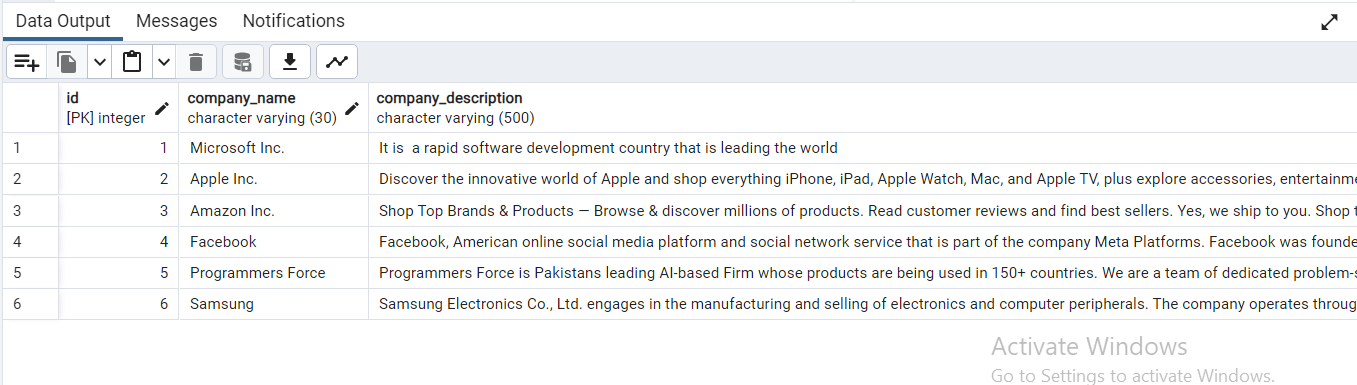 Data Output Messages Notifications
id company_name company_description
[PK] integer character varying (30) character varying (500)
1 1 Microsoft Inc. It is  a rapid software development country that is leading the world
2 2 Apple Inc. Discover the innovative world of Apple and shop everything iPhone, iPad, Apple Watch, Mac, and Apple TV, plus explore accessories, entertainme
3 3 Amazon Inc. Shop Top Brands & Products — Browse & discover millions of products. Read customer reviews and find best sellers. Yes, we ship to you. Shop t
4 4 Facebook Facebook, American online social media platform and social network service that is part of the company Meta Platforms. Facebook was founde
5 5 Programmers Force Programmers Force is Pakistans leading AI-based Firm whose products are being used in 150+ countries. We are a team of dedicated problem-s
6 6 Samsung Samsung Electronics Co., Ltd. engages in the manufacturing and selling of electronics and computer peripherals. The company operates throug
Activate Windows
Go to Settings to activate Windows.